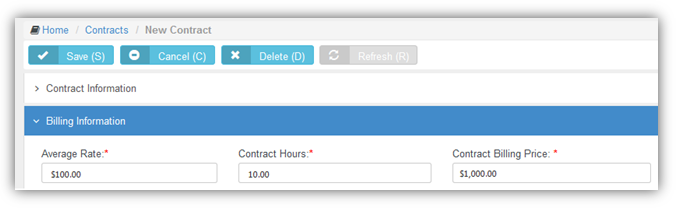 Home / Contracts / New Contract
Save (S) Cancel (C) Delete (D) Refresh (R)
Contract Information
Billing Information
Average Rate:* Contract Hours:* Contract Billing Price: *
$100.00 10.00 $1,000.00